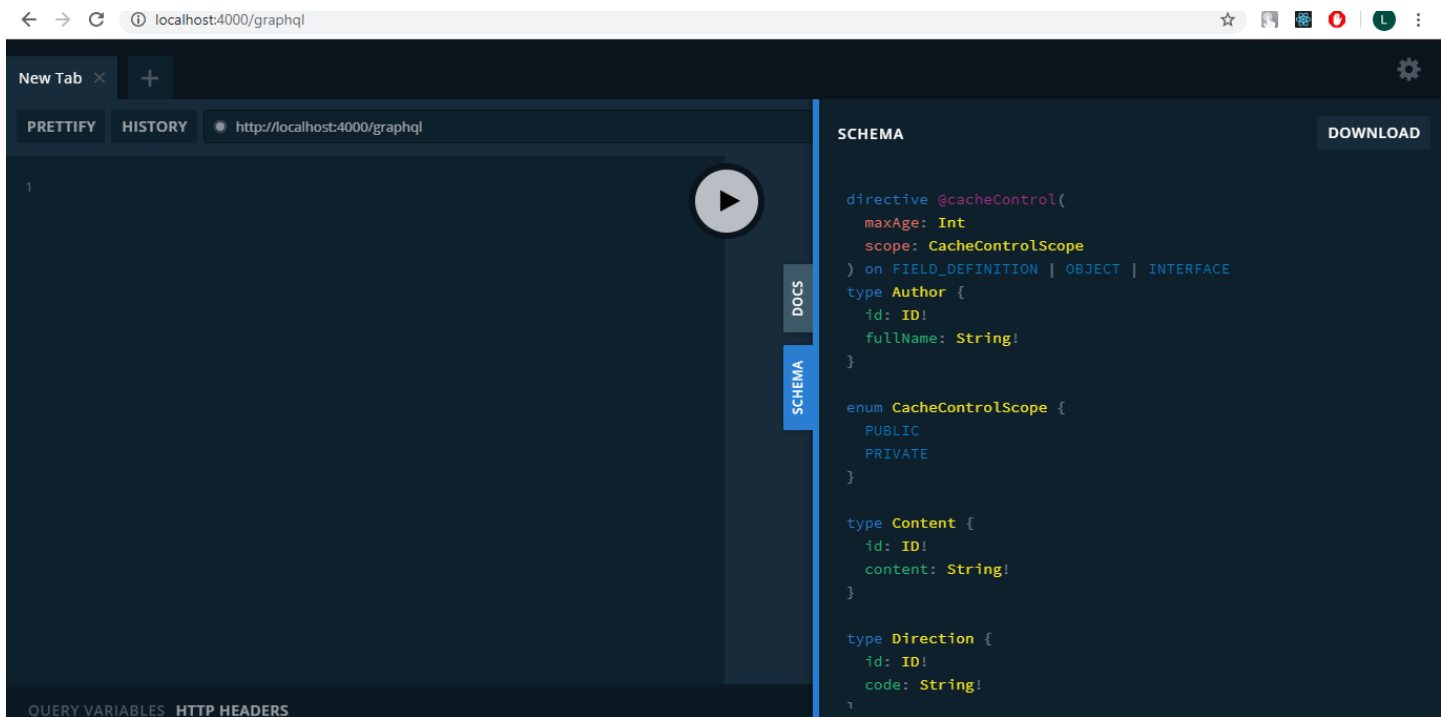 localhost:4000/graphql
L
New Tab
PRETTIFY HISTORY http://localhost:4000/graphql
1
DOCS
SCHEMA
SCHEMA DOWNLOAD
directive @cacheControl(
maxAge: Int
scope: CacheControlScope
) on FIELD_DEFINITION | OBJECT | INTERFACE
type Author {
id: ID!
fullName: String!
}
enum CacheControlScope {
PUBLIC
PRIVATE
}
type Content {
id: ID!
content: String!
}
type Direction {
id: ID!
code: String!
}
QUERY VARIABLES HTTP HEADERS